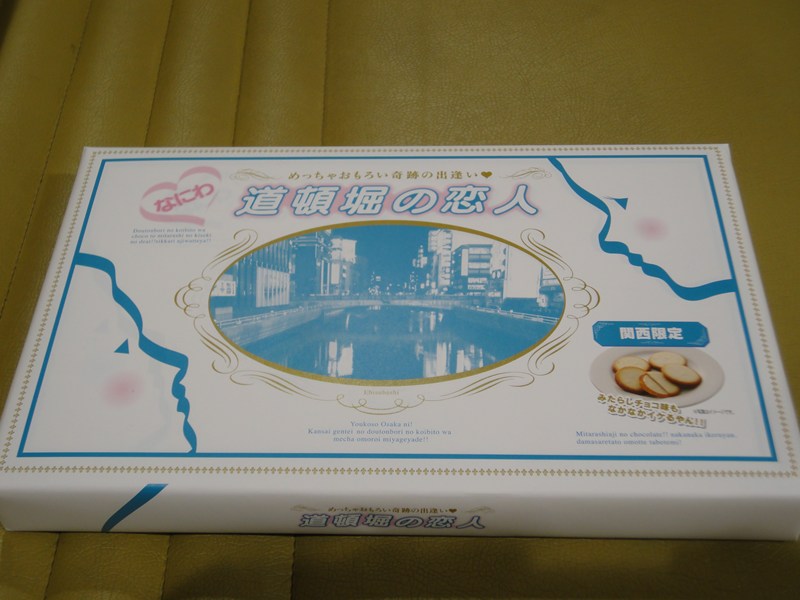 めっちゃおもろい奇跡の出逢い♥
なにわ
道頓堀の恋人
Doutonbori no koibito wa
Doutonbori
関西限定
みたらしチョコ味も、
なかなかイケるやん!!
Youkoso Osaka ni!
Kansai gentei no doutonbori no koibito wa
mecha omoroi miyageyade!!
めっちゃおもろい奇跡の出逢い♥
道頓堀の恋人